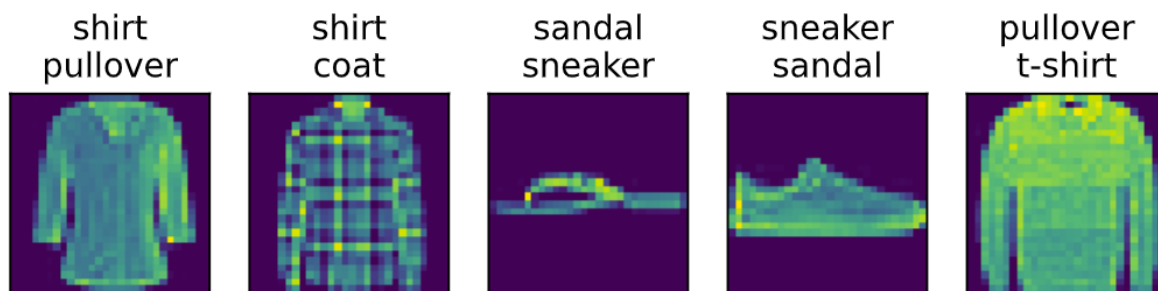 shirt
pullover
shirt
coat
sandal
sneaker
sneaker
sandal
pullover
t-shirt